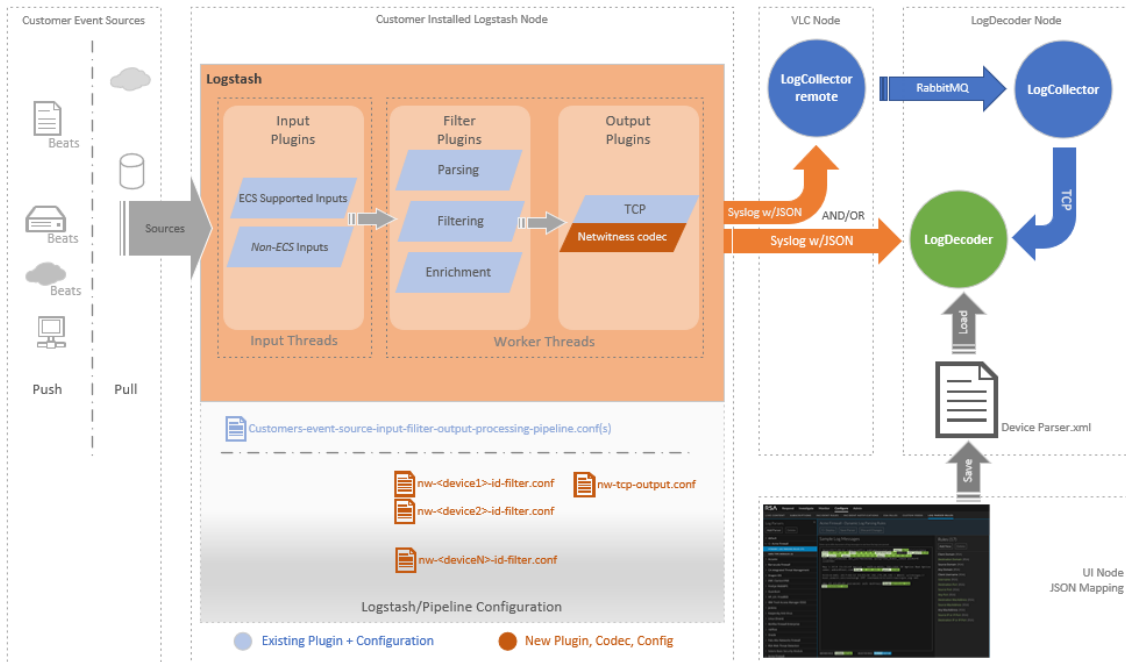 Customer Event Sources
Customer Installed Logstash Node
VLC Node
LogDecoder Node
Beats
Beats
Beats
Push
Pull
Sources
Logstash
Input
Plugins
ECS Supported Inputs
Non-ECS Inputs
Input Threads
Filter
Plugins
Parsing
Filtering
Enrichment
Output
Plugins
TCP
Netwitness codec
Worker Threads
Customers-event-source-input-filiter-output-processing-pipeline.conf(s)
nw-<device1>-id-filter.conf
nw-<device2>-id-filter.conf
nw-<deviceN>-id-filter.conf
nw-tcp-output.conf
Logstash/Pipeline Configuration
Existing Plugin + Configuration
New Plugin, Codec, Config
LogCollector
remote
RabbitMQ
LogCollector
TCP
Syslog w/JSON
AND/OR
Syslog w/JSON
LogDecoder
Load
Device Parser.xml
Save
RSA
UI Node
JSON Mapping